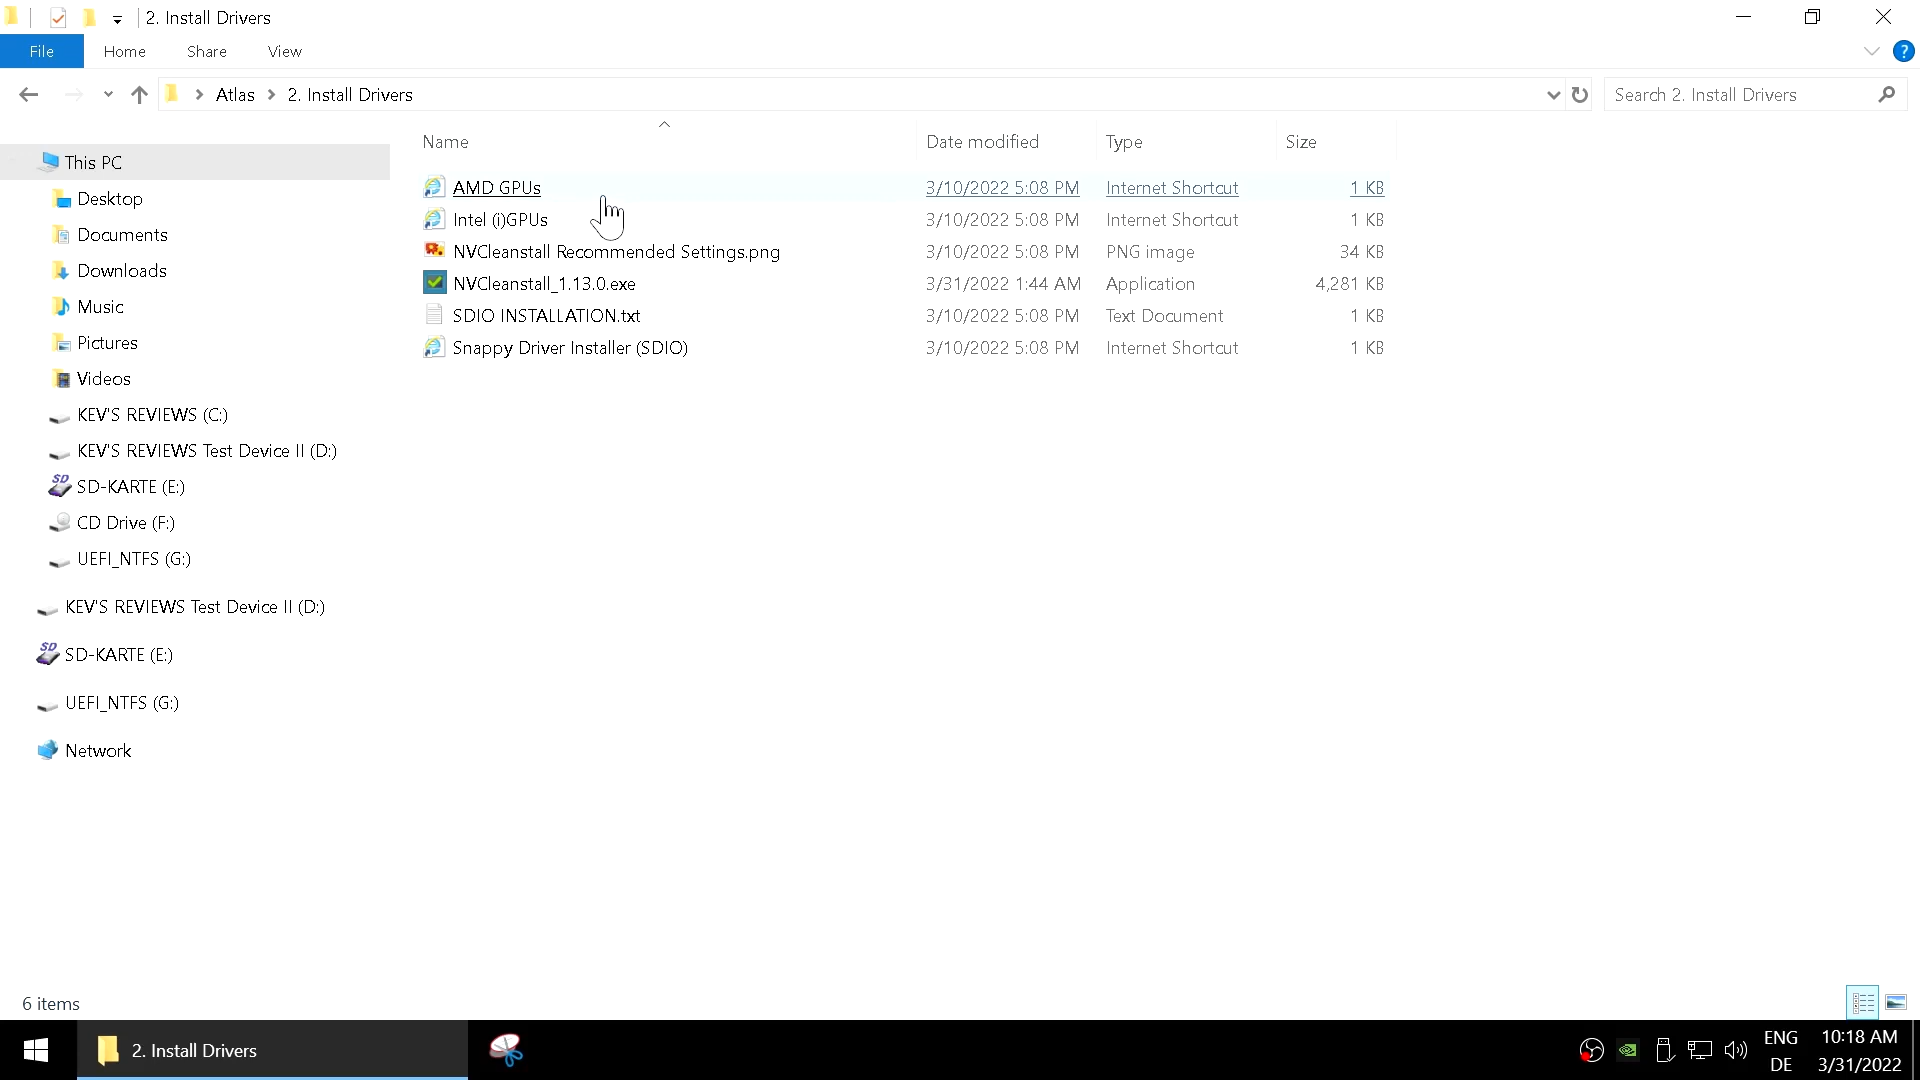 2. Install Drivers
File Home Share View
?
Atlas 2. Install Drivers
Search 2. Install Drivers
Name Date modified Type Size
This PC
Desktop
Documents
Downloads
Music
Pictures
Videos
KEV'S REVIEWS (C:)
KEV'S REVIEWS Test Device II (D:)
SD SD-KARTE (E:)
CD Drive (F:)
UEFI_NTFS (G:)
KEV'S REVIEWS Test Device II (D:)
SD SD-KARTE (E:)
UEFI_NTFS (G:)
Network
AMD GPUs 3/10/2022 5:08 PM Internet Shortcut 1 KB
Intel (i)GPUs 3/10/2022 5:08 PM Internet Shortcut 1 KB
NVCleanstall Recommended Settings.png 3/10/2022 5:08 PM PNG image 34 KB
NVCleanstall_1.13.0.exe 3/31/2022 1:44 AM Application 4,281 KB
SDIO INSTALLATION.txt 3/10/2022 5:08 PM Text Document 1 KB
Snappy Driver Installer (SDIO) 3/10/2022 5:08 PM Internet Shortcut 1 KB
6 items
2. Install Drivers
ENG 10:18 AM
DE 3/31/2022